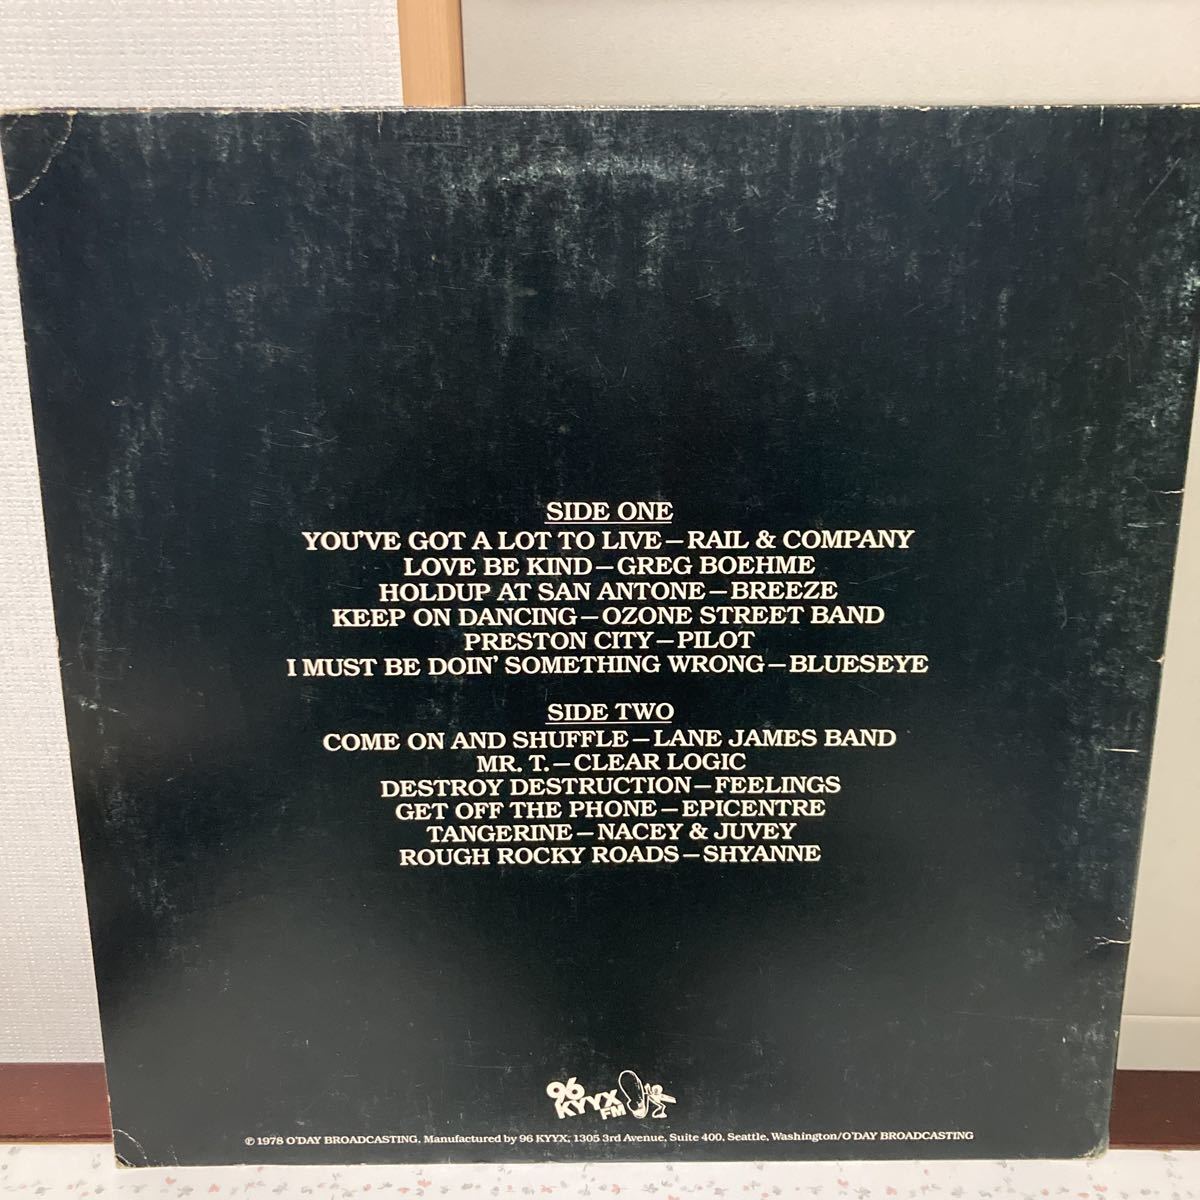 SIDE ONE
YOU'VE GOT A LOT TO LIVE—RAIL & COMPANY
LOVE BE KIND—GREG BOEHME
HOLDUP AT SAN ANTONE—BREEZE
KEEP ON DANCING—OZONE STREET BAND
PRESTON CITY—PILOT
I MUST BE DOIN' SOMETHING WRONG—BLUESEYE
SIDE TWO
COME ON AND SHUFFLE—LANE JAMES BAND
MR. T.—CLEAR LOGIC
DESTROY DESTRUCTION—FEELINGS
GET OFF THE PHONE—EPICENTRE
TANGERINE—NACEY & JUVEY
ROUGH ROCKY ROADS—SHYANNE
96
KYYX
FM
℗ 1978 O'DAY BROADCASTING, Manufactured by 96 KYYX, 1305 3rd Avenue, Suite 400, Seattle, Washington/O'DAY BROADCASTING